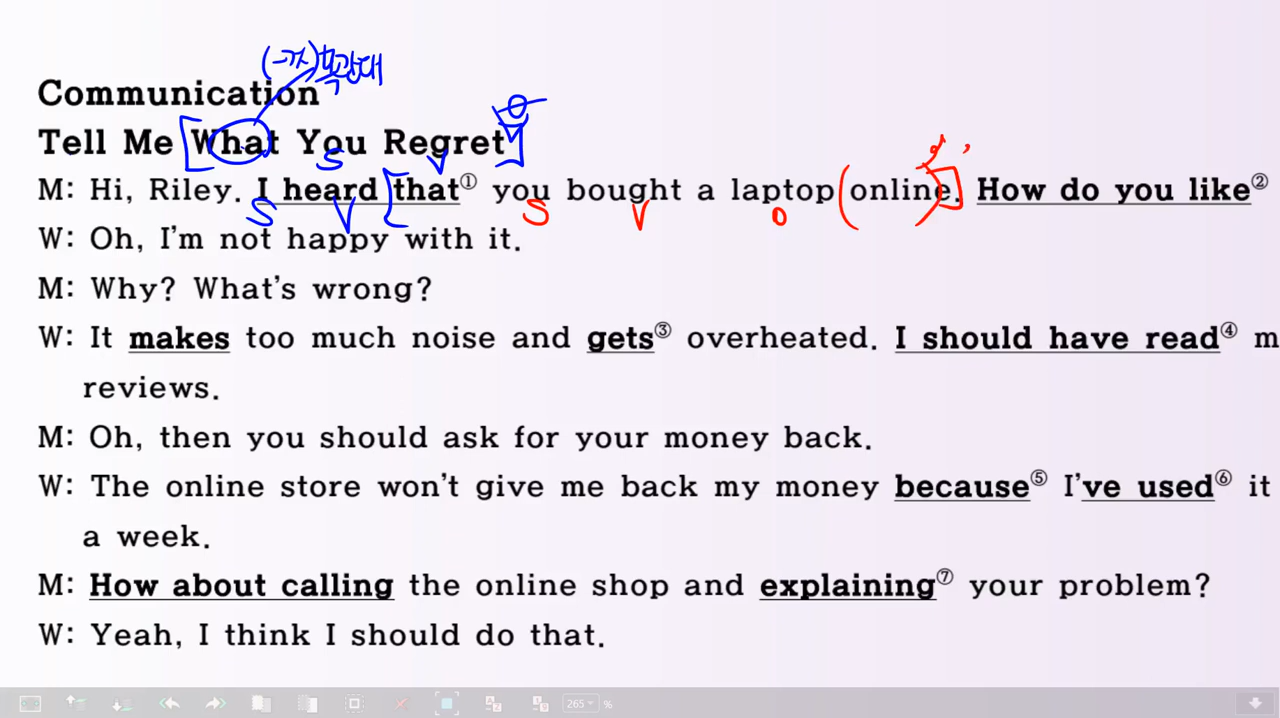 (-것) 목관대
Communication
Tell Me [What You Regret]
S V
M: Hi, Riley. I heard [that① you bought a laptop (online).] How do you like②
S V S V O
W: Oh, I'm not happy with it.
M: Why? What's wrong?
W: It makes too much noise and gets③ overheated. I should have read④ m
reviews.
M: Oh, then you should ask for your money back.
W: The online store won't give me back my money because⑤ I've used⑥ it
a week.
M: How about calling the online shop and explaining⑦ your problem?
W: Yeah, I think I should do that.
265 %